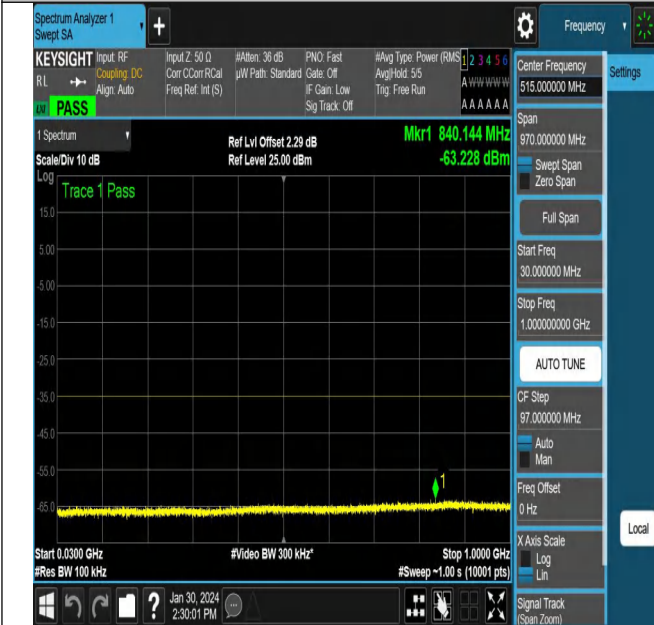 Spectrum Analyzer 1
Swept SA
+
Frequency
KEYSIGHT
RL
PASS
Input: RF
Coupling: DC
Align: Auto
Input Z: 50 Ω
Corr CCorr RCal
Freq Ref: Int (S)
#Atten: 36 dB
µW Path: Standard
PNO: Fast
Gate: Off
IF Gain: Low
Sig Track: Off
#Avg Type: Power (RMS
Avg|Hold: 5/5
Trig: Free Run
1 2 3 4 5 6
A W W W W W
A A A A A A
1 Spectrum
Scale/Div 10 dB
Ref Lvl Offset 2.29 dB
Ref Level 25.00 dBm
Mkr1 840.144 MHz
-63.228 dBm
Log
Trace 1 Pass
15.0
5.00
-5.00
-15.0
-25.0
-35.0
-45.0
-55.0
-65.0
1
Start 0.0300 GHz
#Res BW 100 kHz
#Video BW 300 kHz*
Stop 1.0000 GHz
#Sweep ~1.00 s (10001 pts)
?
Jan 30, 2024
2:30:01 PM
Center Frequency
515.000000 MHz
Span
970.000000 MHz
Swept Span
Zero Span
Full Span
Start Freq
30.000000 MHz
Stop Freq
1.000000000 GHz
AUTO TUNE
CF Step
97.000000 MHz
Auto
Man
Freq Offset
0 Hz
X Axis Scale
Log
Lin
Signal Track
(Span Zoom)
Settings
Local